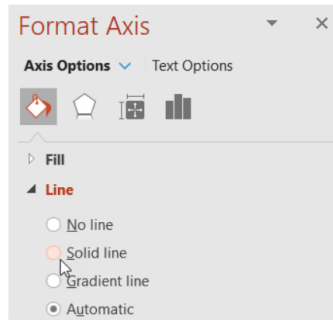 Format Axis
Axis Options Text Options
Fill
Line
No line
Solid line
Gradient line
Automatic